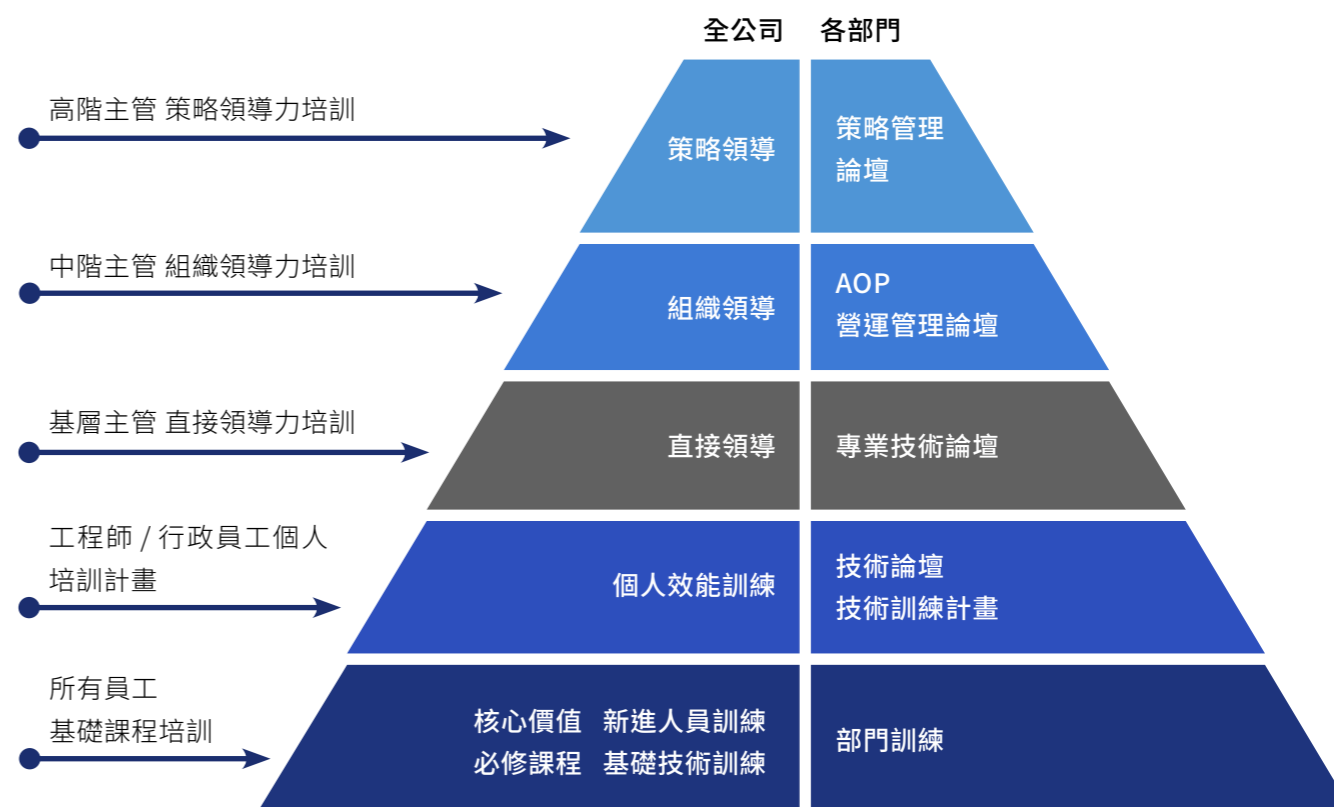 全公司 各部門
高階主管 策略領導力培訓
策略領導
策略管理
論壇
中階主管 組織領導力培訓
組織領導
AOP
營運管理論壇
基層主管 直接領導力培訓
直接領導
專業技術論壇
工程師 / 行政員工個人
培訓計畫
個人效能訓練
技術論壇
技術訓練計畫
所有員工
基礎課程培訓
核心價值 新進人員訓練
必修課程 基礎技術訓練
部門訓練